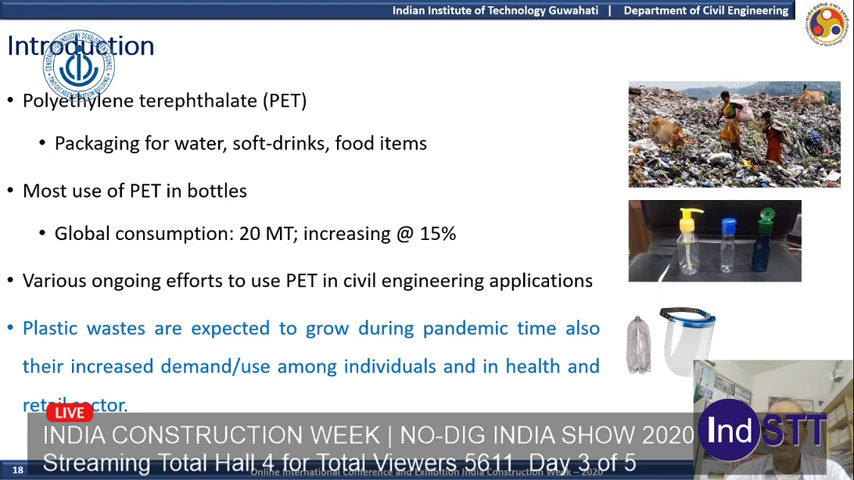 Indian Institute of Technology Guwahati | Department of Civil Engineering
Introduction
• Polyethylene terephthalate (PET)
• Packaging for water, soft-drinks, food items
• Most use of PET in bottles
• Global consumption: 20 MT; increasing @ 15%
• Various ongoing efforts to use PET in civil engineering applications
• Plastic wastes are expected to grow during pandemic time also
their increased demand/use among individuals and in health and
retail sector.
LIVE
INDIA CONSTRUCTION WEEK | NO-DIG INDIA SHOW 2020
Streaming Total Hall 4 for Total Viewers 5611 Day 3 of 5
IndSTT
18
Online International Conference and Exhibition India Construction Week – 2020